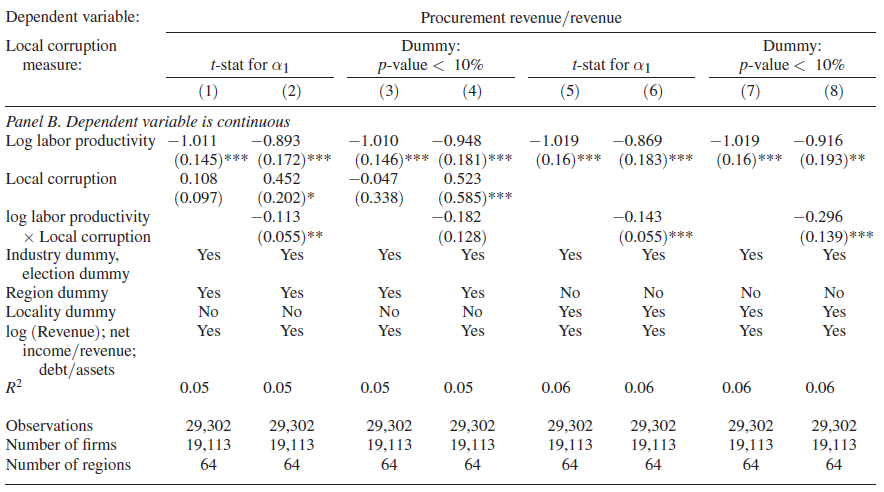 Dependent variable: Procurement revenue/revenue
Local corruption Dummy: Dummy:
measure: t-stat for α1 p-value < 10% t-stat for α1 p-value < 10%
(1) (2) (3) (4) (5) (6) (7) (8)
Panel B. Dependent variable is continuous
Log labor productivity −1.011 −0.893 −1.010 −0.948 −1.019 −0.869 −1.019 −0.916
(0.145)*** (0.172)*** (0.146)*** (0.181)*** (0.16)*** (0.183)*** (0.16)*** (0.193)**
Local corruption 0.108 0.452 −0.047 0.523
(0.097) (0.202)* (0.338) (0.585)***
log labor productivity −0.113 −0.182 −0.143 −0.296
× Local corruption (0.055)** (0.128) (0.055)*** (0.139)***
Industry dummy, Yes Yes Yes Yes Yes Yes Yes Yes
election dummy
Region dummy Yes Yes Yes Yes No No No No
Locality dummy No No No No Yes Yes Yes Yes
log (Revenue); net Yes Yes Yes Yes Yes Yes Yes Yes
income/revenue;
debt/assets
R² 0.05 0.05 0.05 0.05 0.06 0.06 0.06 0.06
Observations 29,302 29,302 29,302 29,302 29,302 29,302 29,302 29,302
Number of firms 19,113 19,113 19,113 19,113 19,113 19,113 19,113 19,113
Number of regions 64 64 64 64 64 64 64 64